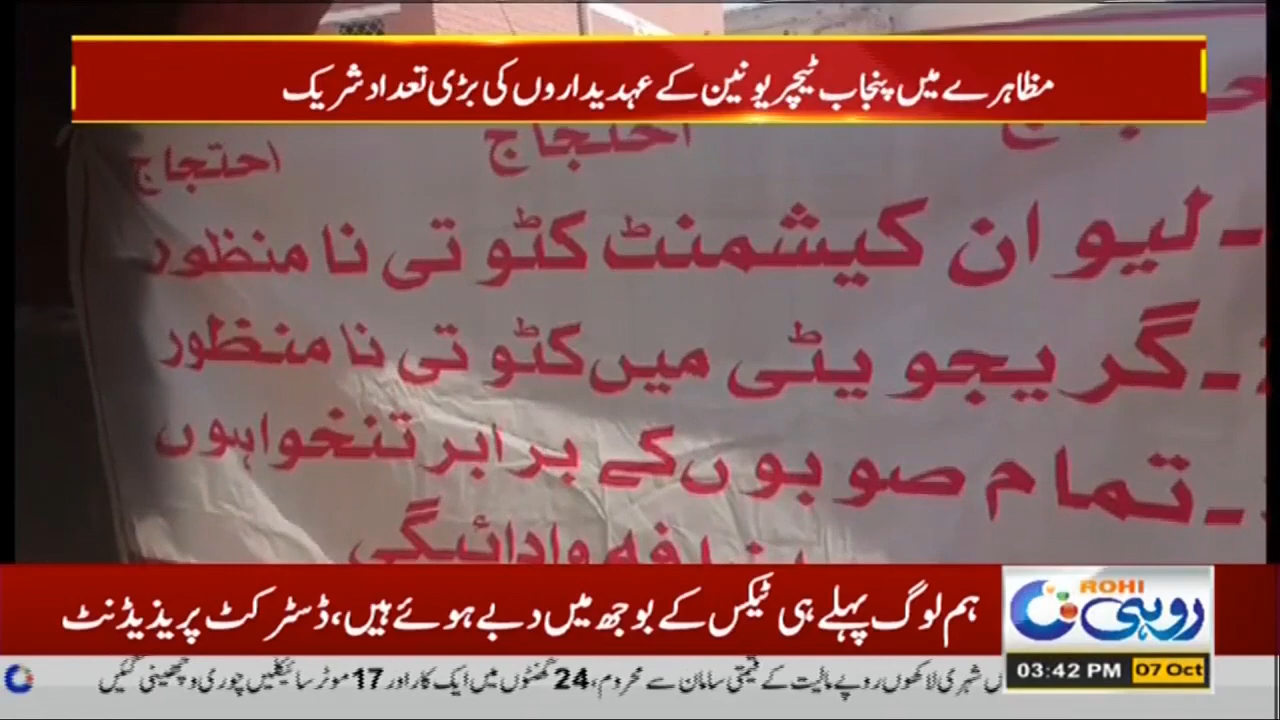 مظاہرے میں پنجاب ٹیچر یونین کے عہدیداروں کی بڑی تعداد شریک
احتجاج احتجاج
۔لیو ان کیشمنٹ کٹوتی نا منظور
۔گریجویٹی میں کٹوتی نا منظور
۔تمام صوبوں کے برابر تنخواہوں
وادائیگی
ہم لوگ پہلے ہی ٹیکس کے بوجھ میں دبے ہوئے ہیں، ڈسٹرکٹ پریذیڈنٹ
ROHI
روہی
شہری لاکھوں روپے مالیت کے قیمتی سامان سے محروم، 24 گھنٹوں میں ایک کار اور 17 موٹر سائیکلیں چوری و چھینی گئیں
03:42 PM 07 Oct